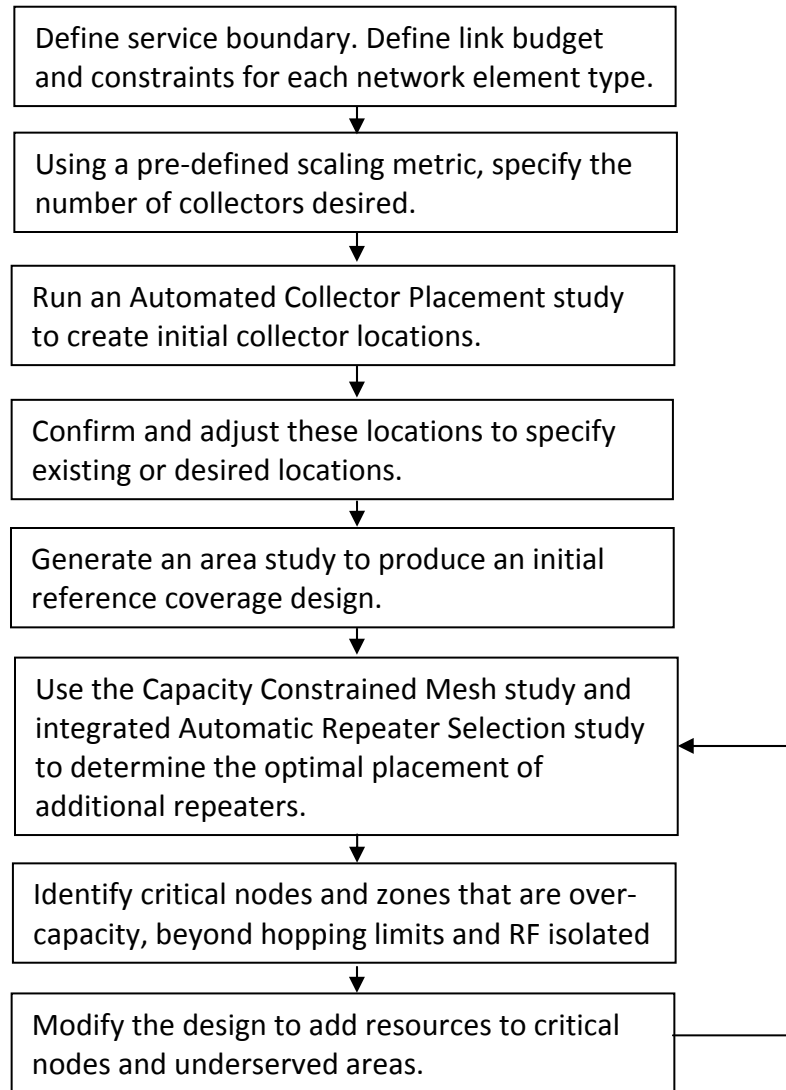 Define service boundary. Define link budget
and constraints for each network element type.
Using a pre-defined scaling metric, specify the
number of collectors desired.
Run an Automated Collector Placement study
to create initial collector locations.
Confirm and adjust these locations to specify
existing or desired locations.
Generate an area study to produce an initial
reference coverage design.
Use the Capacity Constrained Mesh study and
integrated Automatic Repeater Selection study
to determine the optimal placement of
additional repeaters.
Identify critical nodes and zones that are over-
capacity, beyond hopping limits and RF isolated
Modify the design to add resources to critical
nodes and underserved areas.